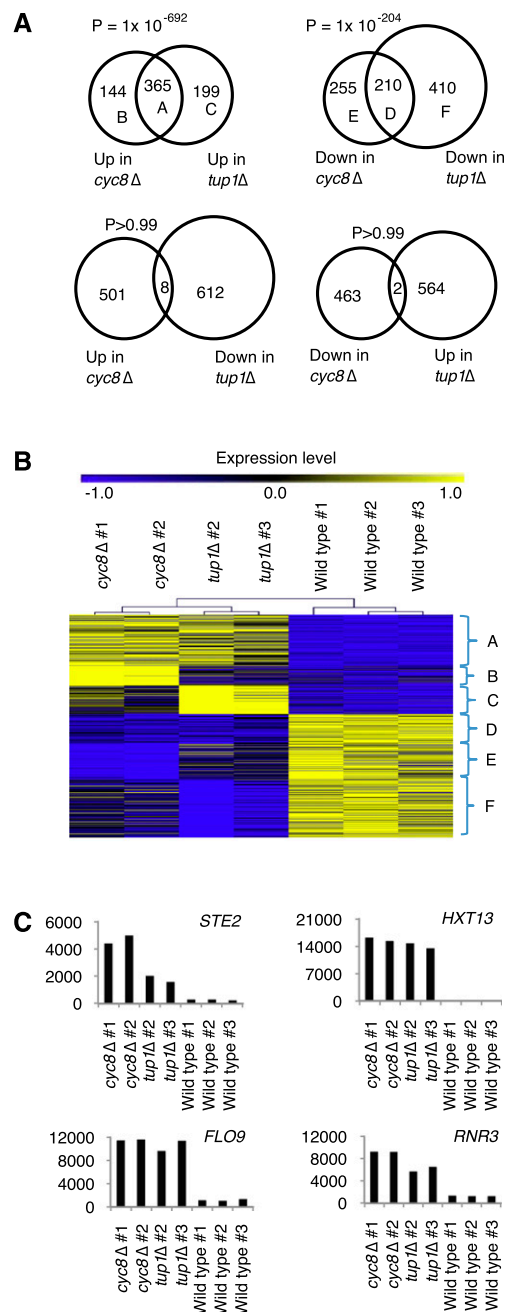 A
P = 1x 10-692
P = 1x 10-204
144 365 199
B A C
255 210 410
E D F
Up in cyc8Δ
Up in tup1Δ
Down in cyc8Δ
Down in tup1Δ
P>0.99
P>0.99
501 8 612
463 2 564
Up in cyc8Δ
Down in tup1Δ
Down in cyc8Δ
Up in tup1Δ
B
Expression level
-1.0 0.0 1.0
cyc8Δ #1
cyc8Δ #2
tup1Δ #2
tup1Δ #3
Wild type #1
Wild type #2
Wild type #3
A
B
C
D
E
F
C
STE2
6000
4000
2000
0
cyc8Δ #1
cyc8Δ #2
tup1Δ #2
tup1Δ #3
Wild type #1
Wild type #2
Wild type #3
HXT13
21000
14000
7000
0
cyc8Δ #1
cyc8Δ #2
tup1Δ #2
tup1Δ #3
Wild type #1
Wild type #2
Wild type #3
FLO9
12000
8000
4000
0
cyc8Δ #1
cyc8Δ #2
tup1Δ #2
tup1Δ #3
Wild type #1
Wild type #2
Wild type #3
RNR3
12000
8000
4000
0
cyc8Δ #1
cyc8Δ #2
tup1Δ #2
tup1Δ #3
Wild type #1
Wild type #2
Wild type #3